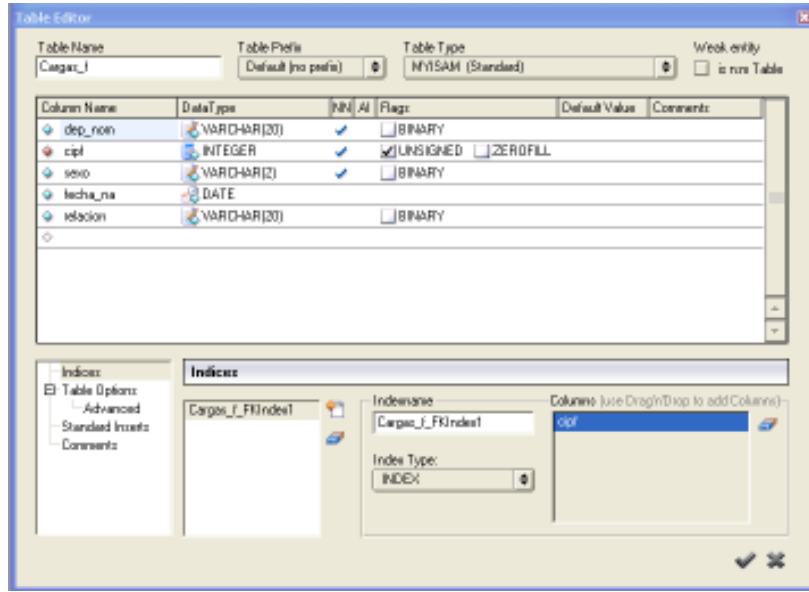 Table Editor
Table Name Table Prefix Table Type Weak entity
Cargas_f Default (no prefix) MYISAM (Standard) is n:m Table
Column Name DataType NN AI Flags Default Value Comments
dep_nom VARCHAR(20) BINARY
cipf INTEGER UNSIGNED ZEROFILL
sexo VARCHAR(2) BINARY
fecha_na DATE
relacion VARCHAR(20) BINARY
Indices
Table Options
Advanced
Standard Inserts
Comments
Indices
Cargas_f_FKIndex1
Indexname
Cargas_f_FKIndex1
Index Type:
INDEX
Columns (use Drag'n'Drop to add Columns)
cipf